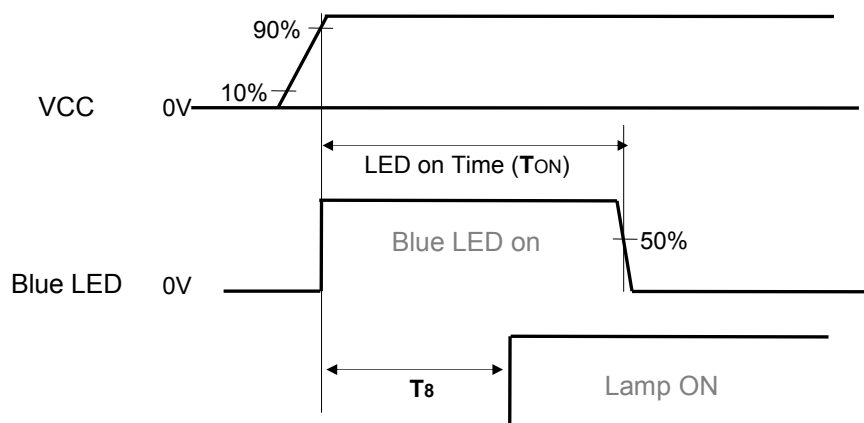 90%
10%
VCC 0V
LED on Time (TON)
Blue LED on
50%
Blue LED 0V
T8
Lamp ON